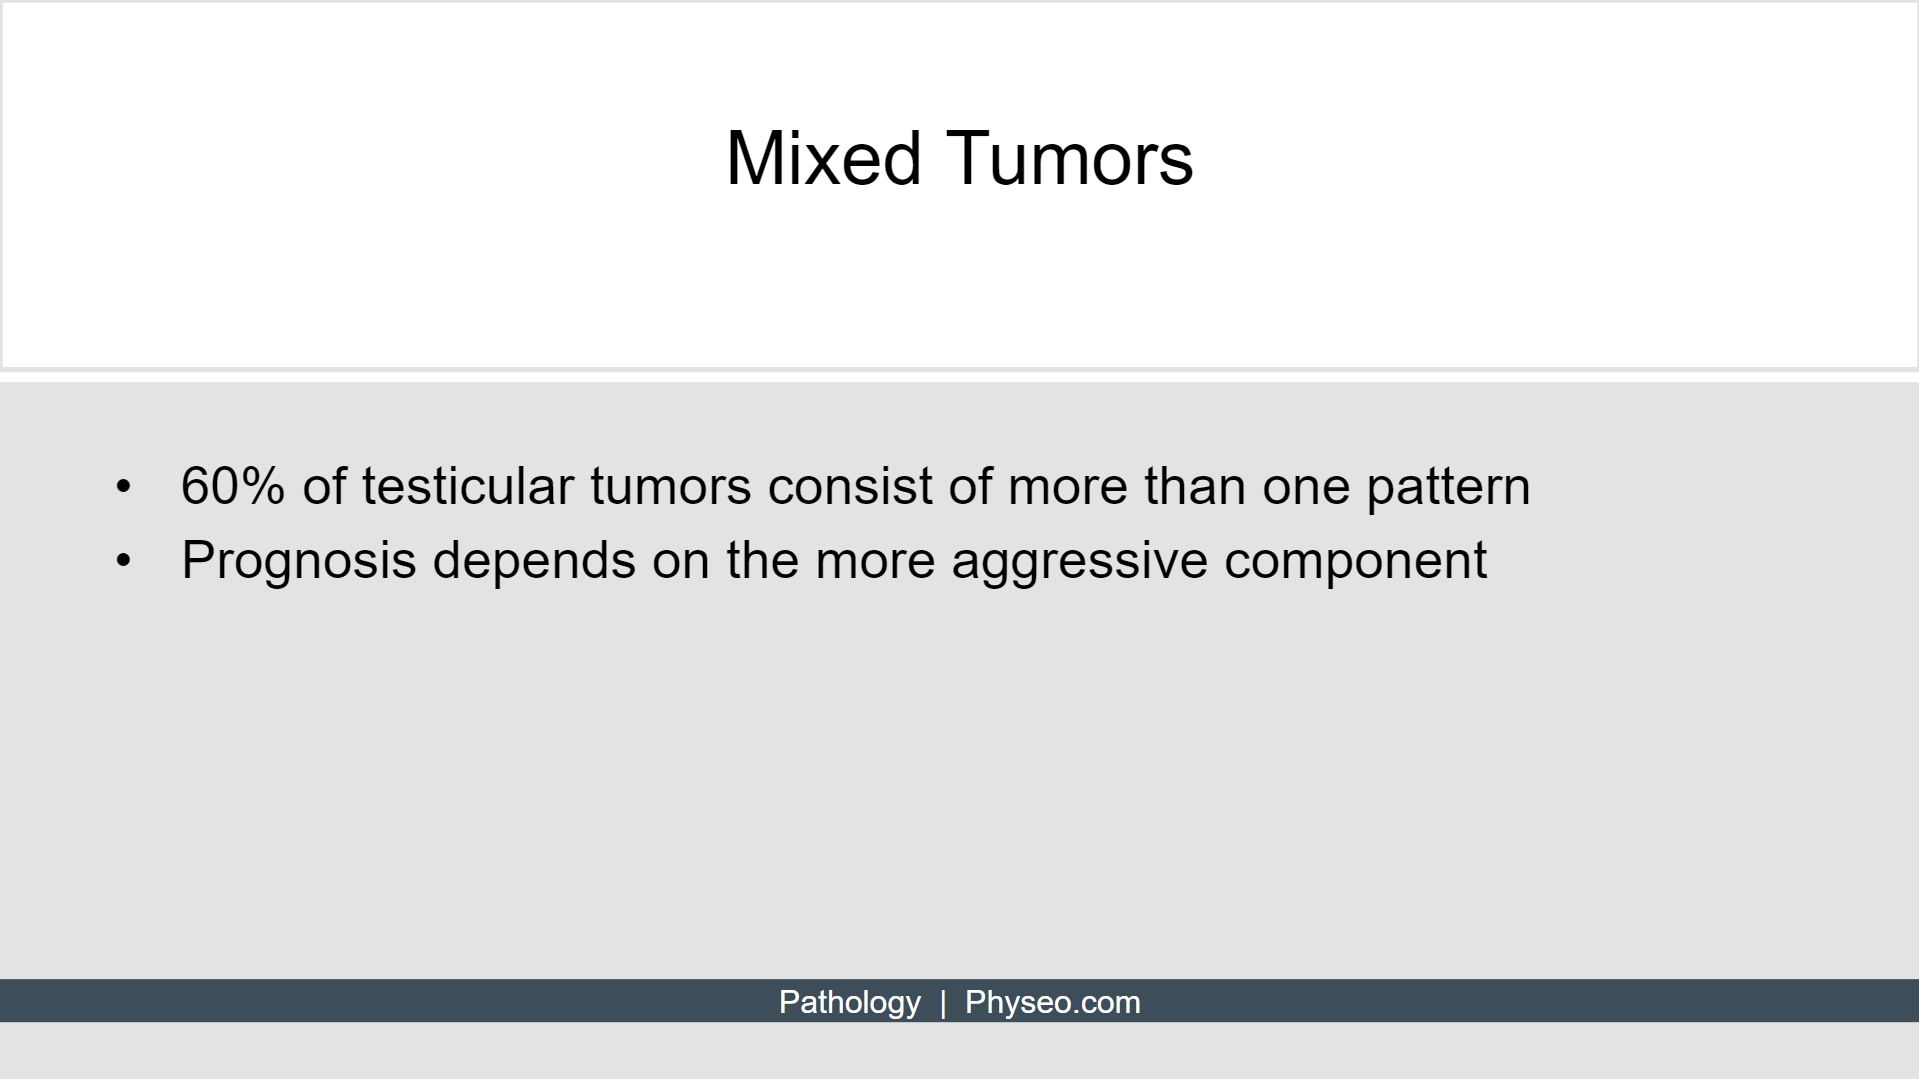 Mixed Tumors
• 60% of testicular tumors consist of more than one pattern
• Prognosis depends on the more aggressive component
Pathology | Physeo.com